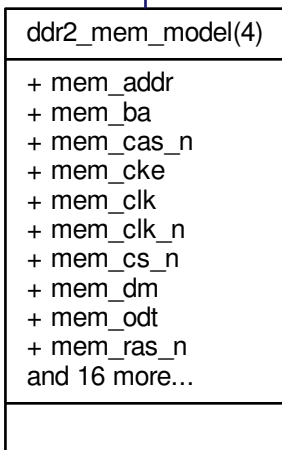 ddr2_mem_model(4)
+ mem_addr
+ mem_ba
+ mem_cas_n
+ mem_cke
+ mem_clk
+ mem_clk_n
+ mem_cs_n
+ mem_dm
+ mem_odt
+ mem_ras_n
and 16 more...